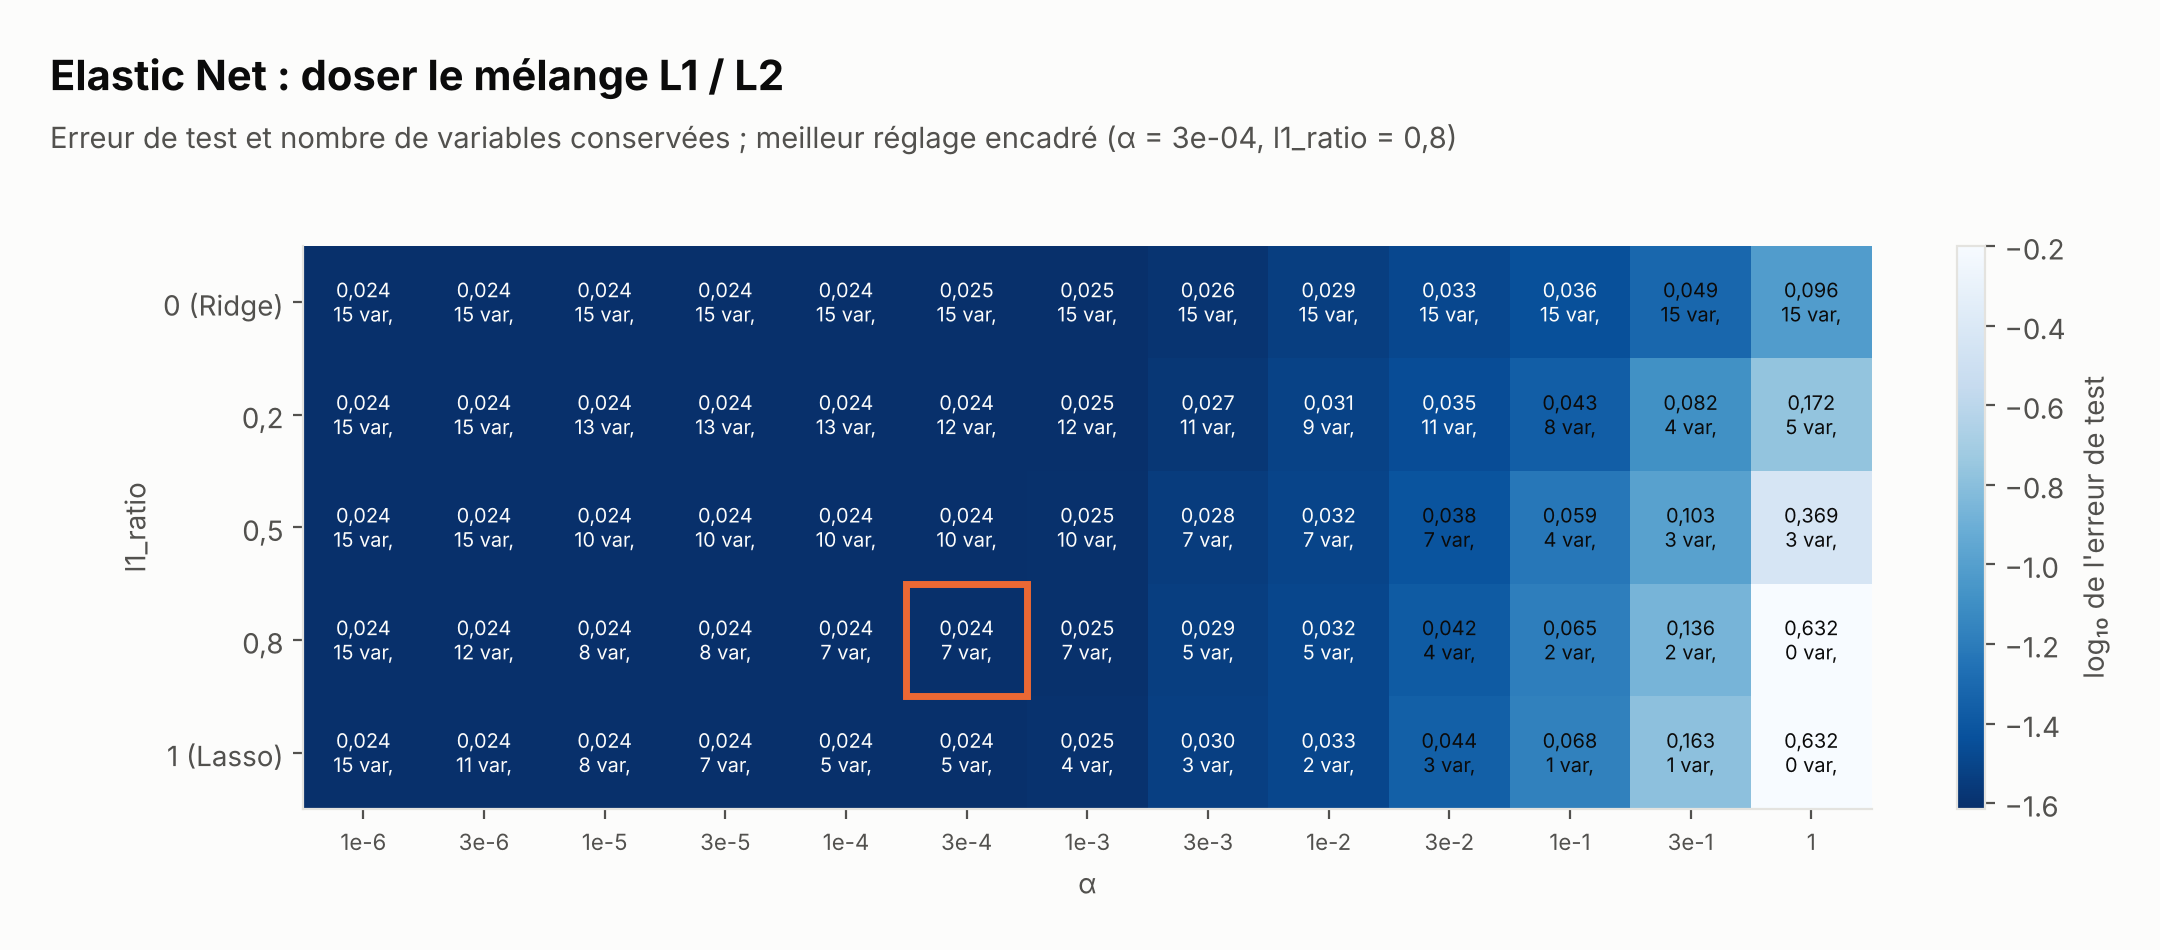 Elastic Net : doser le mélange L1 / L2
Erreur de test et nombre de variables conservées ; meilleur réglage encadré (α = 3e-04, l1_ratio = 0,8)
0 (Ridge) 0,024 0,024 0,024 0,024 0,024 0,025 0,025 0,026 0,029 0,033 0,036 0,049 0,096
15 var, 15 var, 15 var, 15 var, 15 var, 15 var, 15 var, 15 var, 15 var, 15 var, 15 var, 15 var, 15 var,
0,2 0,024 0,024 0,024 0,024 0,024 0,024 0,025 0,027 0,031 0,035 0,043 0,082 0,172
15 var, 15 var, 13 var, 13 var, 13 var, 12 var, 12 var, 11 var, 9 var, 11 var, 8 var, 4 var, 5 var,
0,5 0,024 0,024 0,024 0,024 0,024 0,024 0,025 0,028 0,032 0,038 0,059 0,103 0,369
15 var, 15 var, 10 var, 10 var, 10 var, 10 var, 10 var, 7 var, 7 var, 7 var, 4 var, 3 var, 3 var,
0,8 0,024 0,024 0,024 0,024 0,024 0,024 0,025 0,029 0,032 0,042 0,065 0,136 0,632
15 var, 12 var, 8 var, 8 var, 7 var, 7 var, 7 var, 5 var, 5 var, 4 var, 2 var, 2 var, 0 var,
1 (Lasso) 0,024 0,024 0,024 0,024 0,024 0,024 0,025 0,030 0,033 0,044 0,068 0,163 0,632
15 var, 11 var, 8 var, 7 var, 5 var, 5 var, 4 var, 3 var, 2 var, 3 var, 1 var, 1 var, 0 var,
1e-6 3e-6 1e-5 3e-5 1e-4 3e-4 1e-3 3e-3 1e-2 3e-2 1e-1 3e-1 1
α
l1_ratio
−0.2
−0.4
−0.6
−0.8
−1.0
−1.2
−1.4
−1.6
log₁₀ de l'erreur de test